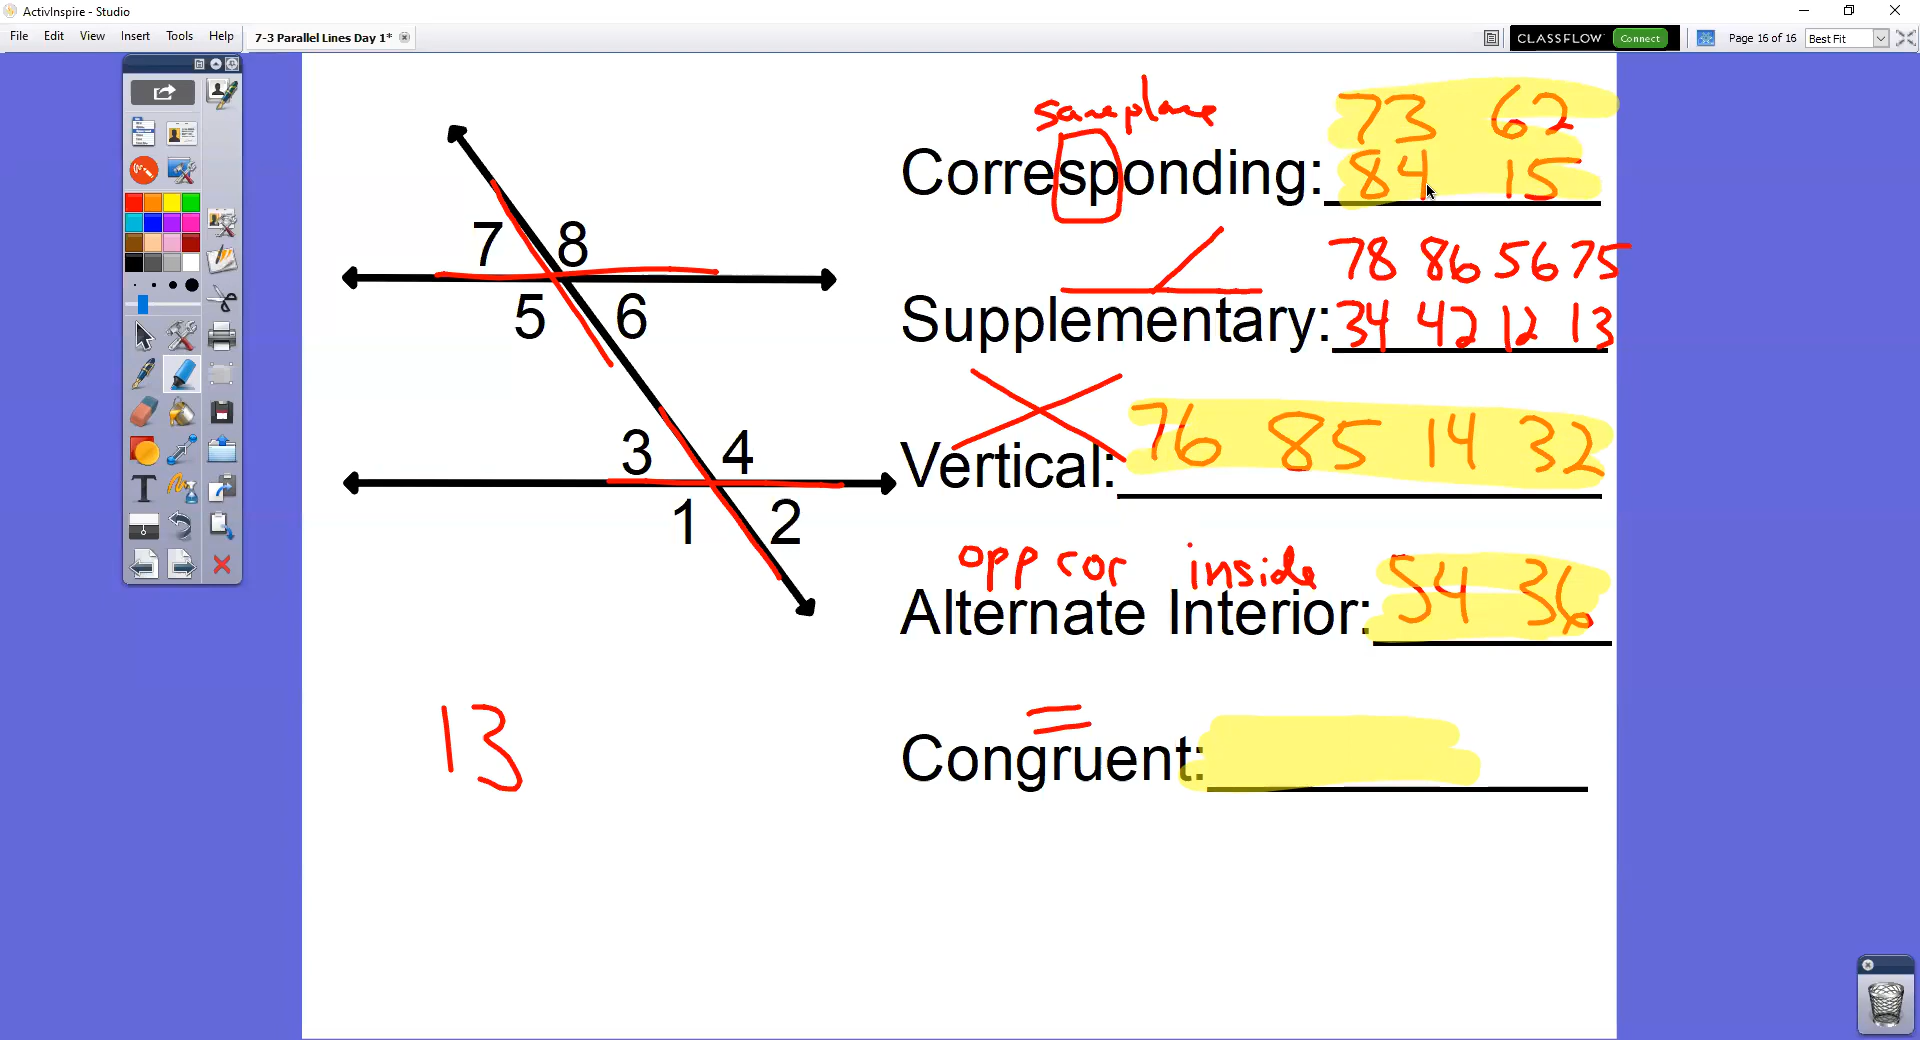 ActivInspire - Studio
File Edit View Insert Tools Help 7-3 Parallel Lines Day 1* CLASSFLOW Connect Page 16 of 16 Best Fit
same place
73 62
Corresponding: 84 15
7 8
78 86 56 75
5 6
Supplementary: 34 42 12 13
3 4
Vertical: 76 85 14 32
1 2
opp cor inside
Alternate Interior: 54 36
=
Congruent:
13